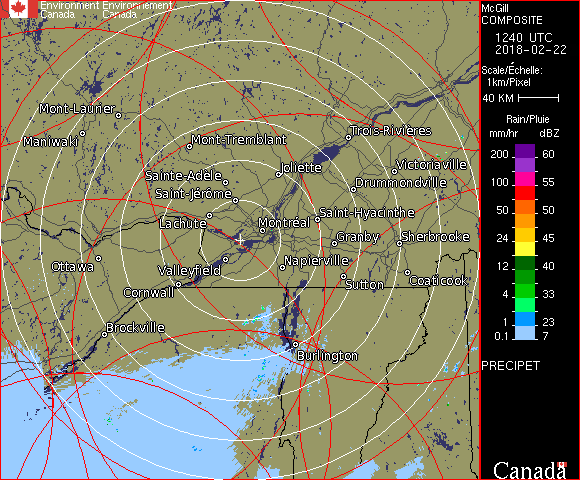 Environment Environnement
Canada Canada
McGill
COMPOSITE
1240 UTC
2018-02-22
Scale/Échelle:
1km/Pixel
40 KM
Rain/Pluie
mm/hr dBZ
200 60
155
100 55
50 50
24 45
12 40
4 33
1 23
0.1 7
PRECIPET
Canada
Mont-Laurier
Maniwaki
Mont-Tremblant
Trois-Rivières
Joliette
Victoriaville
Sainte-Adèle
Drummondville
Saint-Jérôme
Saint-Hyacinthe
Lachute
Montréal
Granby
Sherbrooke
Ottawa
Valleyfield
Napierville
Coaticook
Cornwall
Sutton
Brockville
Burlington